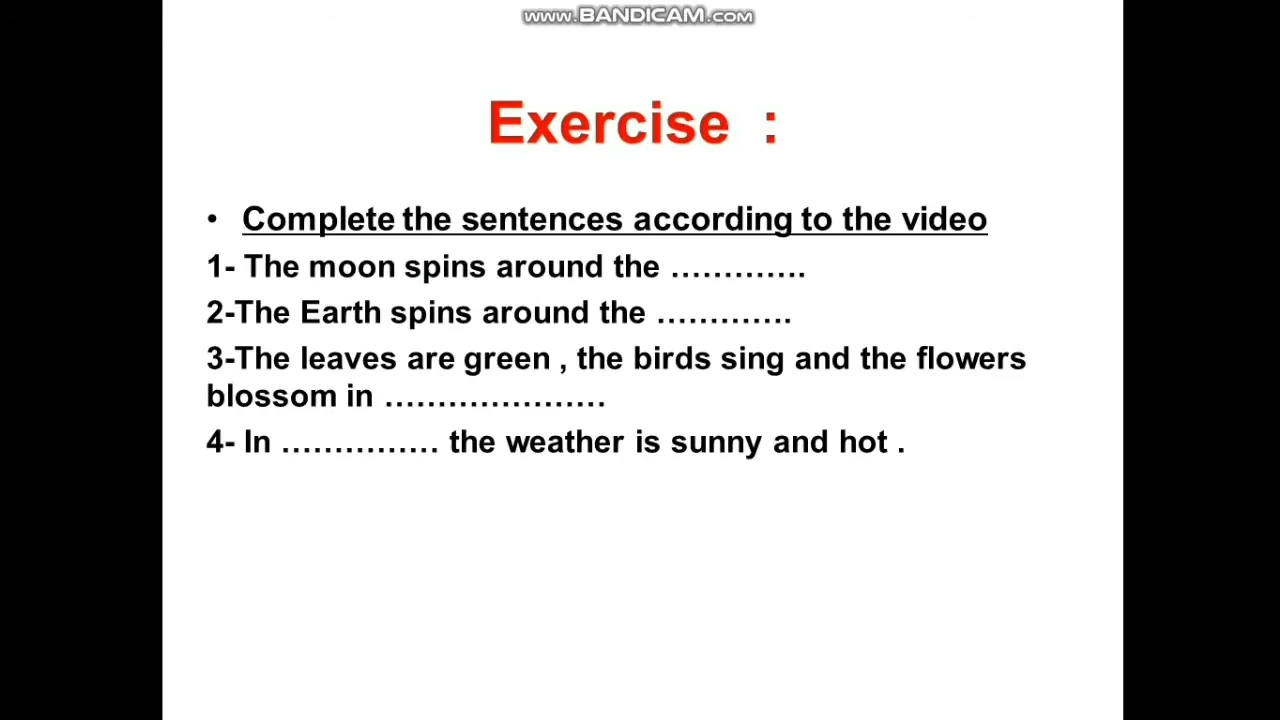 www.BANDICAM.com
Exercise :
• Complete the sentences according to the video
1- The moon spins around the ………….
2-The Earth spins around the ………….
3-The leaves are green , the birds sing and the flowers
blossom in …………………
4- In …………… the weather is sunny and hot .